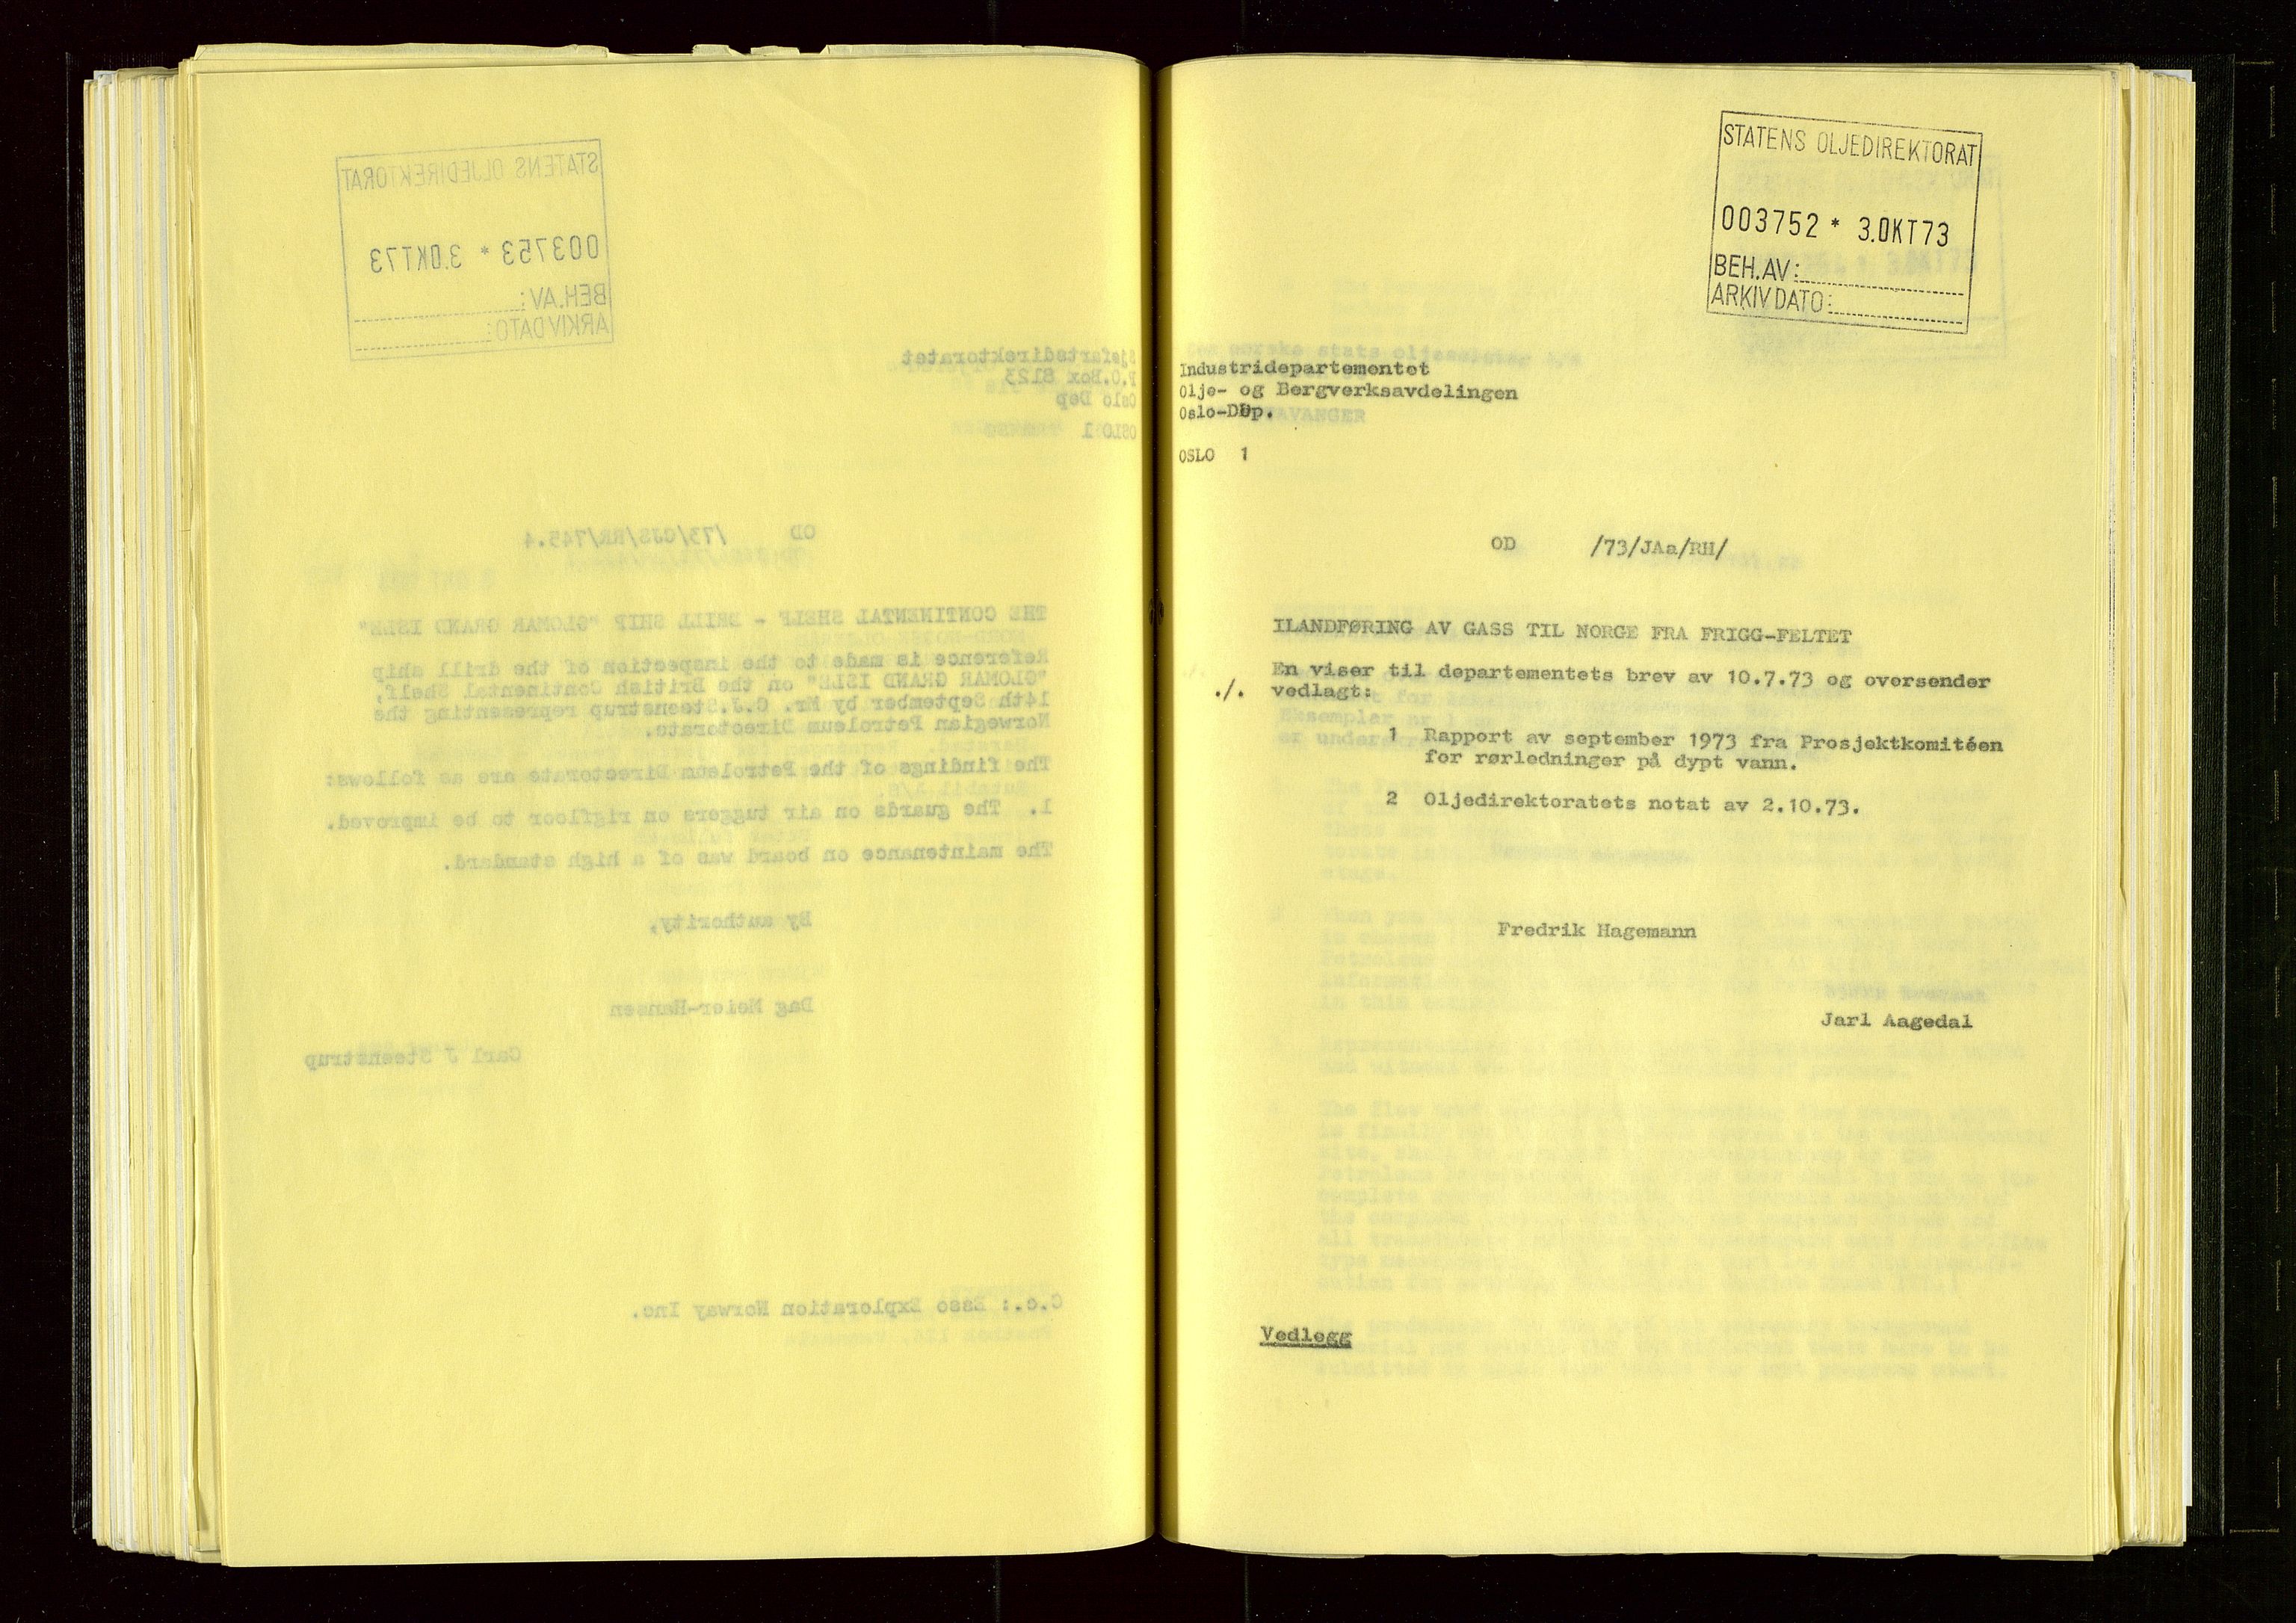 STATENS OLJEDIREKTORAT
003753 * 3.OKT73
BEH.AV:
ARKIVDATO:
Sjøfartsdirektoratet
P.O.Box 8123
Oslo Dep
OSLO 1
OD /73/CJS/RR/745.4
THE CONTINENTAL SHELF - DRILL SHIP "GLOMAR GRAND ISLE"
Reference is made to the inspection of the drill ship
"GLOMAR GRAND ISLE" on the British Continental Shelf,
14th September by Mr. C.J.Steenstrup representing the
Norwegian Petroleum Directorate.
The findings of the Petroleum Directorate are as follows:
1. The guards on air tuggers on rigfloor to be improved.
The maintenance on board was of a high standard.
By authority,
Dag Meier-Hansen
Carl J Steenstrup
C.c.: Esso Exploration Norway Inc.
STATENS OLJEDIREKTORAT
003752 * 3.OKT73
BEH.AV:
ARKIVDATO:
Industridepartementet
Olje- og Bergverksavdelingen
Oslo-Dep.
OSLO 1
OD /73/JAa/RH/
ILANDFØRING AV GASS TIL NORGE FRA FRIGG-FELTET
En viser til departementets brev av 10.7.73 og oversender
./. vedlagt:
1 Rapport av september 1973 fra Prosjektkomitéen
for rørledninger på dypt vann.
2 Oljedirektoratets notat av 2.10.73.
Fredrik Hagemann
Jarl Aagedal
Vedlegg